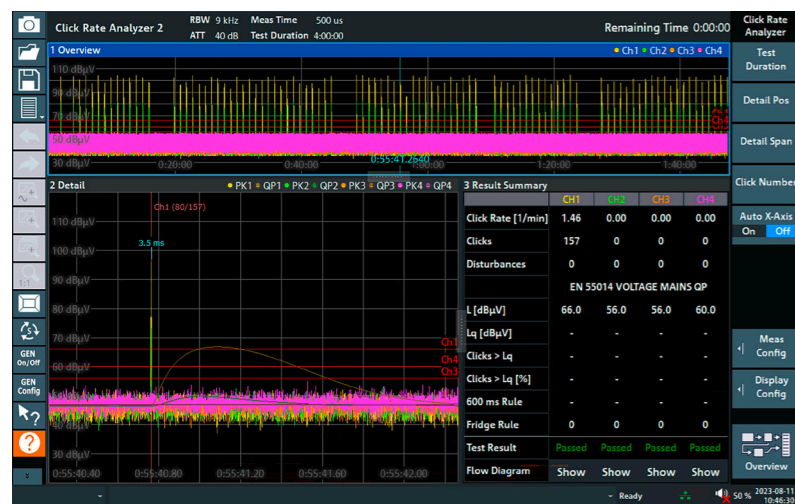 Click Rate Analyzer 2
RBW 9 kHz Meas Time 500 us
ATT 40 dB Test Duration 4:00:00
Remaining Time 0:00:00
Click Rate Analyzer
1 Overview
Ch1 Ch2 Ch3 Ch4
110 dBµV
90 dBµV
70 dBµV
50 dBµV
30 dBµV
Ch4
Ch3
0:20:00 0:40:00 0:55:41.2640 1:20:00 1:40:00
2 Detail
PK1 QP1 PK2 QP2 PK3 QP3 PK4 QP4
Ch1 (80/157)
3.5 ms
110 dBµV
100 dBµV
90 dBµV
80 dBµV
70 dBµV
60 dBµV
40 dBµV
30 dBµV
Ch1
Ch4
Ch3
0:55:40.40 0:55:40.80 0:55:41.20 0:55:41.60 0:55:42.00
3 Result Summary
CH1 CH2 CH3 CH4
Click Rate [1/min] 1.46 0.00 0.00 0.00
Clicks 157 0 0 0
Disturbances 0 0 0 0
EN 55014 VOLTAGE MAINS QP
L [dBµV] 66.0 56.0 56.0 60.0
Lq [dBµV] - - - -
Clicks > Lq - - - -
Clicks > Lq [%] - - - -
600 ms Rule - - - -
Fridge Rule 0 0 0 0
Test Result Passed Passed Passed Passed
Flow Diagram Show Show Show Show
Test Duration
Detail Pos
Detail Span
Click Number
Auto X-Axis
On Off
Meas Config
Display Config
Overview
1:1
GEN On/Off
GEN Config
Ready
50 %
2023-08-11
10:46:30